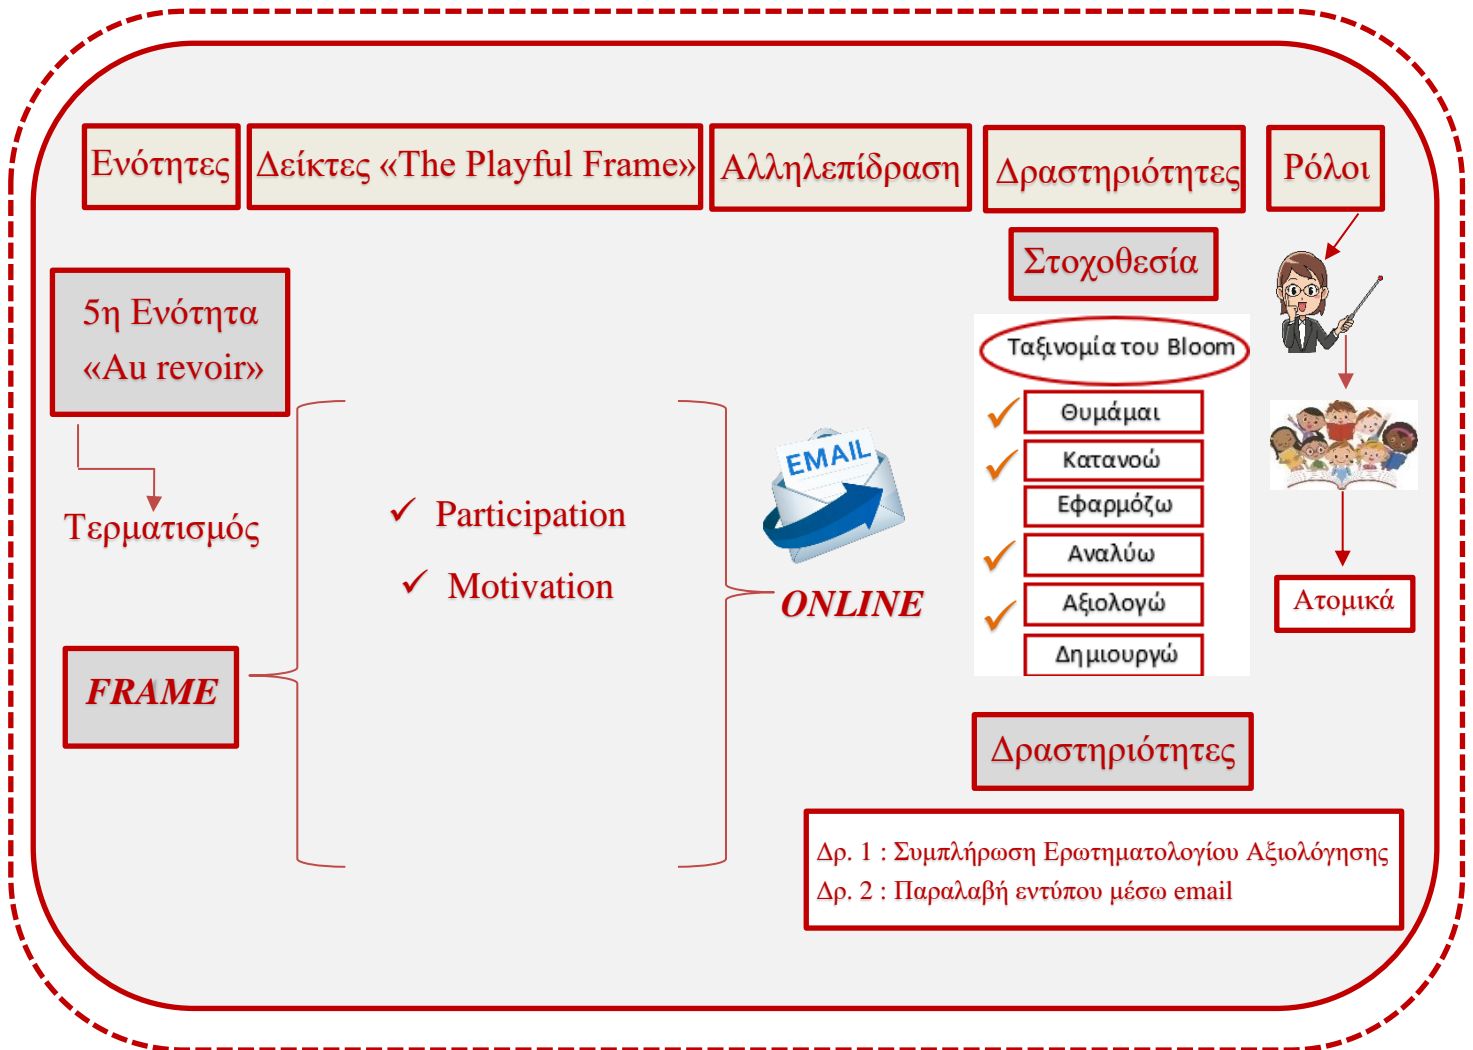 Ενότητες
Δείκτες «The Playful Frame»
Αλληλεπίδραση
Δραστηριότητες
Ρόλοι
5η Ενότητα
«Au revoir»
Τερματισμός
FRAME
✓ Participation
✓ Motivation
EMAIL
ONLINE
Στοχοθεσία
Ταξινομία του Bloom
✓ Θυμάμαι
✓ Κατανοώ
Εφαρμόζω
✓ Αναλύω
✓ Αξιολογώ
Δημιουργώ
Ατομικά
Δραστηριότητες
Δρ. 1 : Συμπλήρωση Ερωτηματολογίου Αξιολόγησης
Δρ. 2 : Παραλαβή εντύπου μέσω email